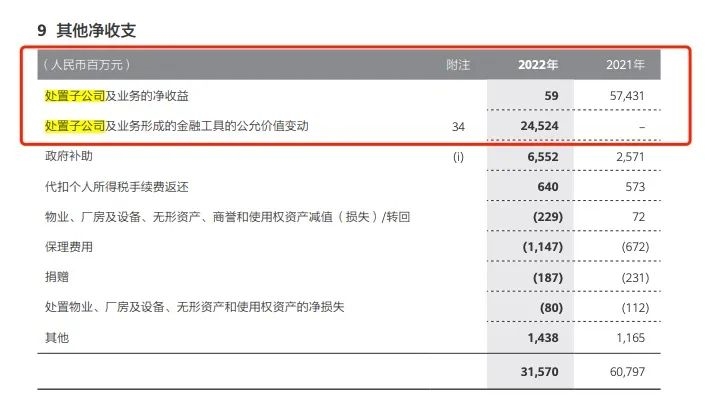 9 其他净收支
（人民币百万元） 附注 2022年 2021年
处置子公司及业务的净收益 59 57,431
处置子公司及业务形成的金融工具的公允价值变动 34 24,524 –
政府补助 (i) 6,552 2,571
代扣个人所得税手续费返还 640 573
物业、厂房及设备、无形资产、商誉和使用权资产减值（损失）/转回 (229) 72
保理费用 (1,147) (672)
捐赠 (187) (231)
处置物业、厂房及设备、无形资产和使用权资产的净损失 (80) (112)
其他 1,438 1,165
31,570 60,797